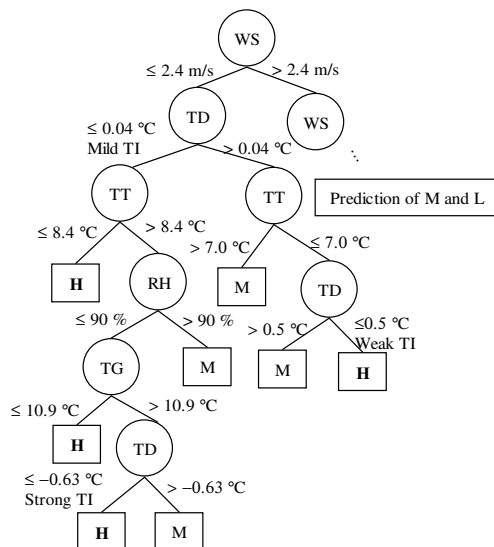 WS
≤ 2.4 m/s
> 2.4 m/s
TD
WS
≤ 0.04 °C
Mild TI
> 0.04 °C
TT
TT
Prediction of M and L
≤ 8.4 °C
> 8.4 °C
> 7.0 °C
≤ 7.0 °C
H
RH
M
TD
≤ 90 %
> 90 %
> 0.5 °C
≤0.5 °C
Weak TI
TG
M
M
H
≤ 10.9 °C
> 10.9 °C
H
TD
≤ −0.63 °C
Strong TI
> −0.63 °C
H
M